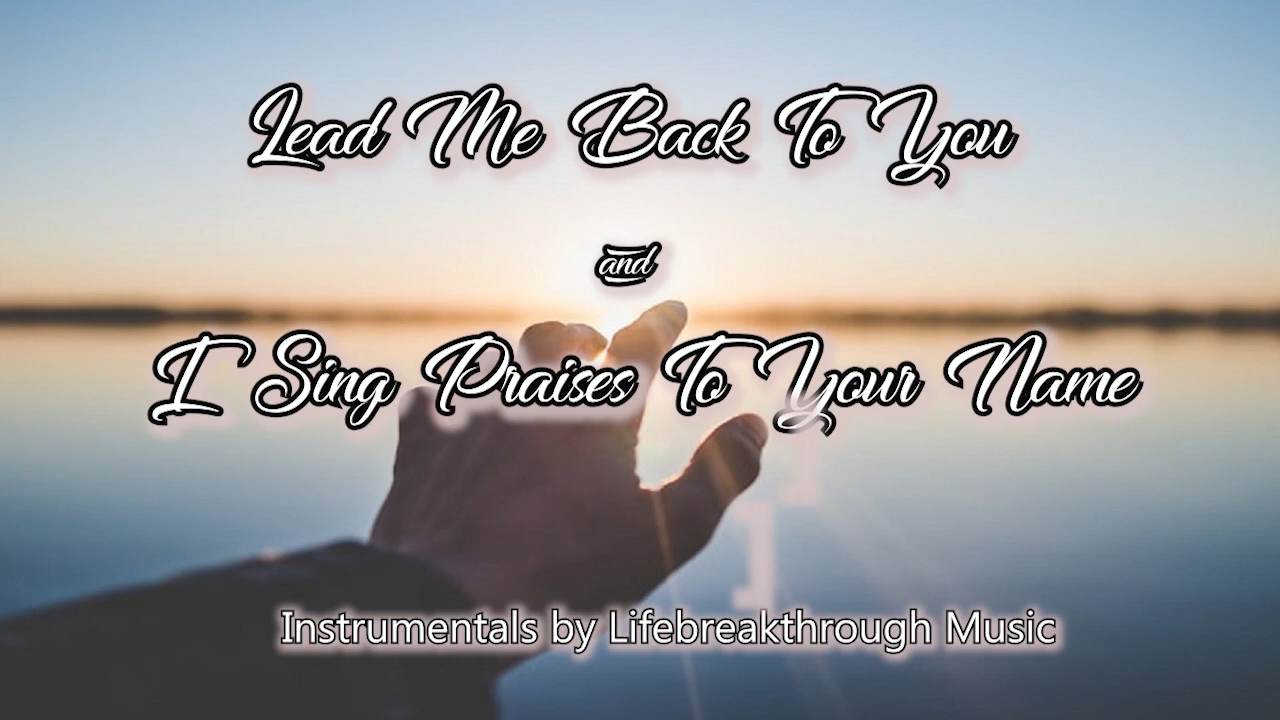 Lead Me Back To You
and
I Sing Praises To Your Name
Instrumentals by Lifebreakthrough Music